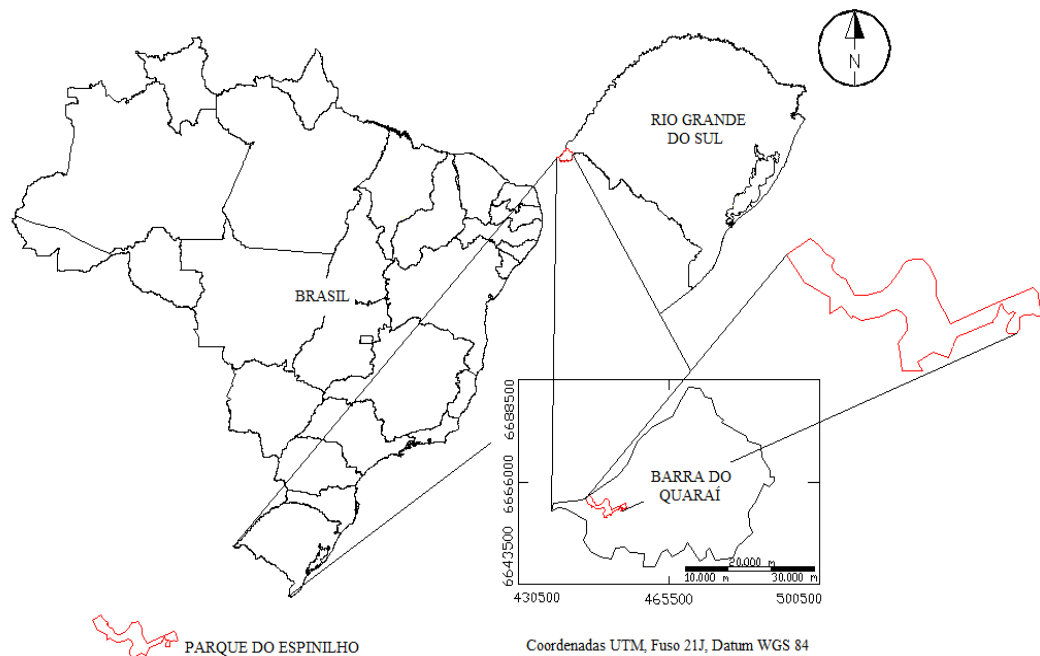 N
RIO GRANDE
DO SUL
BRASIL
6688500
6666000
6643500
BARRA DO
QUARAÍ
20.000 m
10.000 m
30.000 m
430500
465500
500500
PARQUE DO ESPINILHO
Coordenadas UTM, Fuso 21J, Datum WGS 84